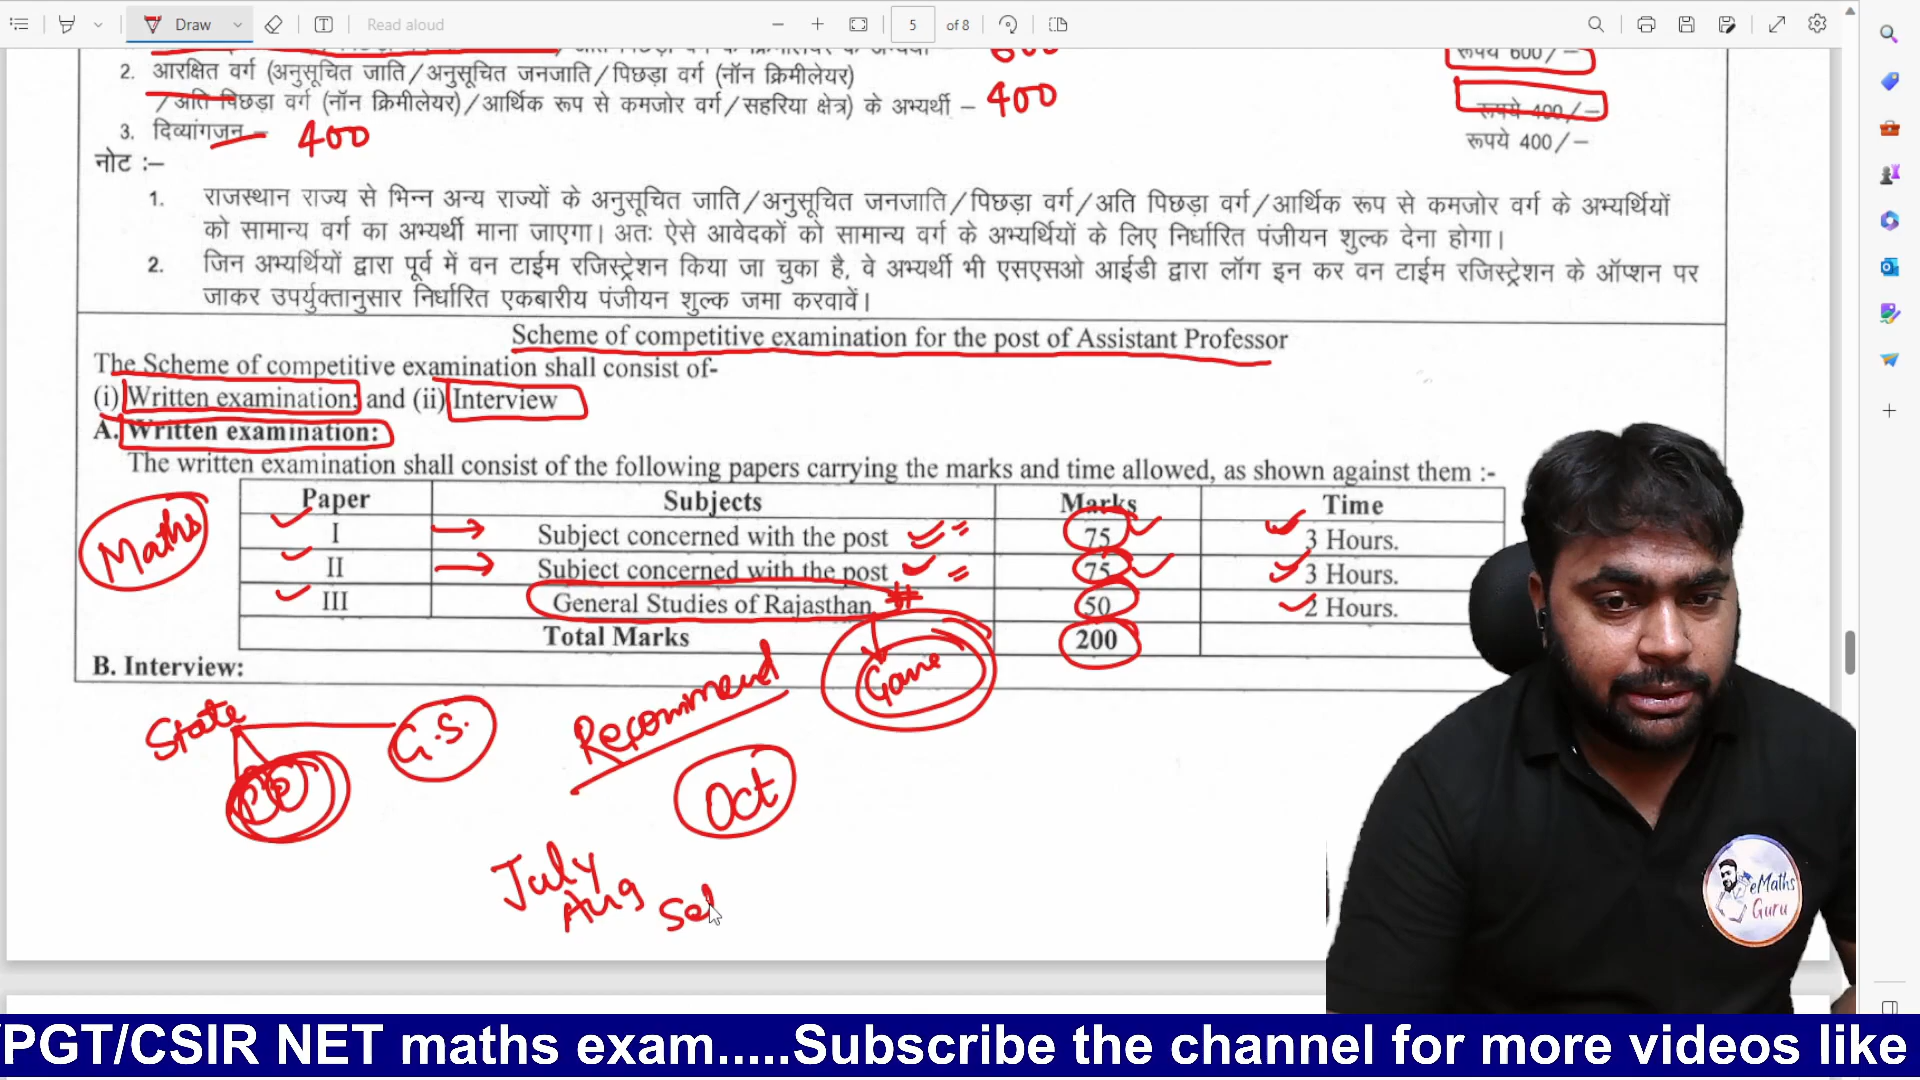 Draw
Read aloud
5 of 8
600
रूपये 600/–
2. आरक्षित वर्ग (अनुसूचित जाति/अनुसूचित जनजाति/पिछड़ा वर्ग (नॉन क्रिमीलेयर)
/अति पिछड़ा वर्ग (नॉन क्रिमीलेयर)/आर्थिक रूप से कमजोर वर्ग/सहरिया क्षेत्र) के अभ्यर्थी – 400
रूपये 400/–
3. दिव्यांगजन – 400
रूपये 400/–
नोट :–
1. राजस्थान राज्य से भिन्न अन्य राज्यों के अनुसूचित जाति/अनुसूचित जनजाति/पिछड़ा वर्ग/अति पिछड़ा वर्ग/आर्थिक रूप से कमजोर वर्ग के अभ्यर्थियों
को सामान्य वर्ग का अभ्यर्थी माना जाएगा। अतः ऐसे आवेदकों को सामान्य वर्ग के अभ्यर्थियों के लिए निर्धारित पंजीयन शुल्क देना होगा।
2. जिन अभ्यर्थियों द्वारा पूर्व में वन टाईम रजिस्ट्रेशन किया जा चुका है, वे अभ्यर्थी भी एसएसओ आईडी द्वारा लॉग इन कर वन टाईम रजिस्ट्रेशन के ऑप्शन पर
जाकर उपर्युक्तानुसार निर्धारित एकबारीय पंजीयन शुल्क जमा करवावें।
Scheme of competitive examination for the post of Assistant Professor
The Scheme of competitive examination shall consist of-
(i) Written examination; and (ii) Interview
A. Written examination:
The written examination shall consist of the following papers carrying the marks and time allowed, as shown against them :-
Paper Subjects Marks Time
I Subject concerned with the post 75 3 Hours.
Maths
II Subject concerned with the post 75 3 Hours.
III General Studies of Rajasthan 50 2 Hours.
Total Marks 200
B. Interview:
Game
State G.S. Recommend
Oct
July
Aug Se
eMaths
Guru
/PGT/CSIR NET maths exam.....Subscribe the channel for more videos like